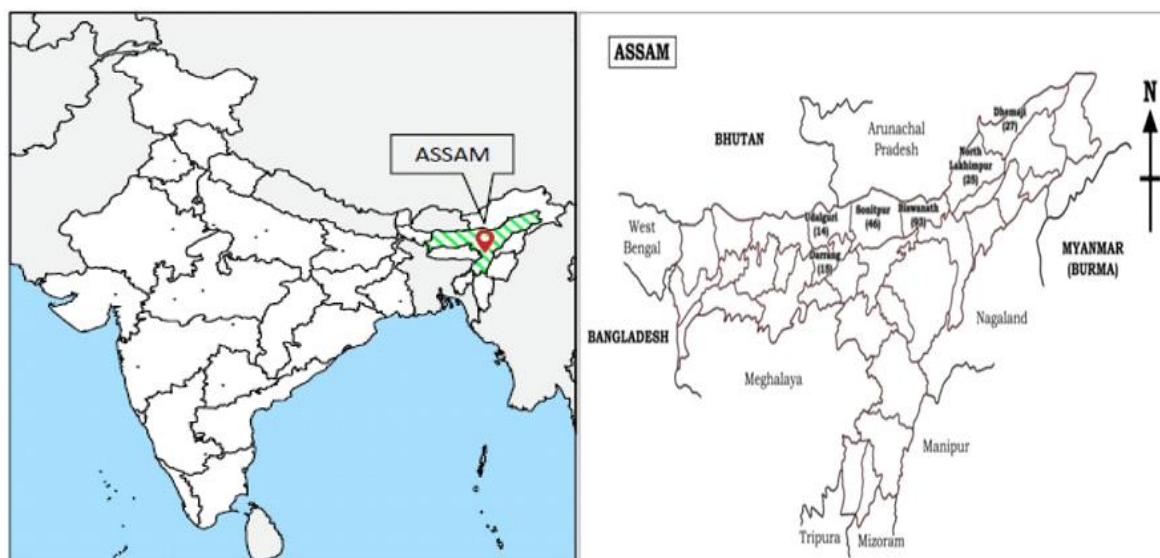 ASSAM
ASSAM
N
BHUTAN
Arunachal
Pradesh
Dhemaji
(27)
North
Lakhimpur
(25)
West
Bengal
Udalguri
(14)
Sonitpur
(46)
Biswanath
(93)
Darrang
(15)
MYANMAR
(BURMA)
BANGLADESH
Nagaland
Meghalaya
Manipur
Tripura
Mizoram